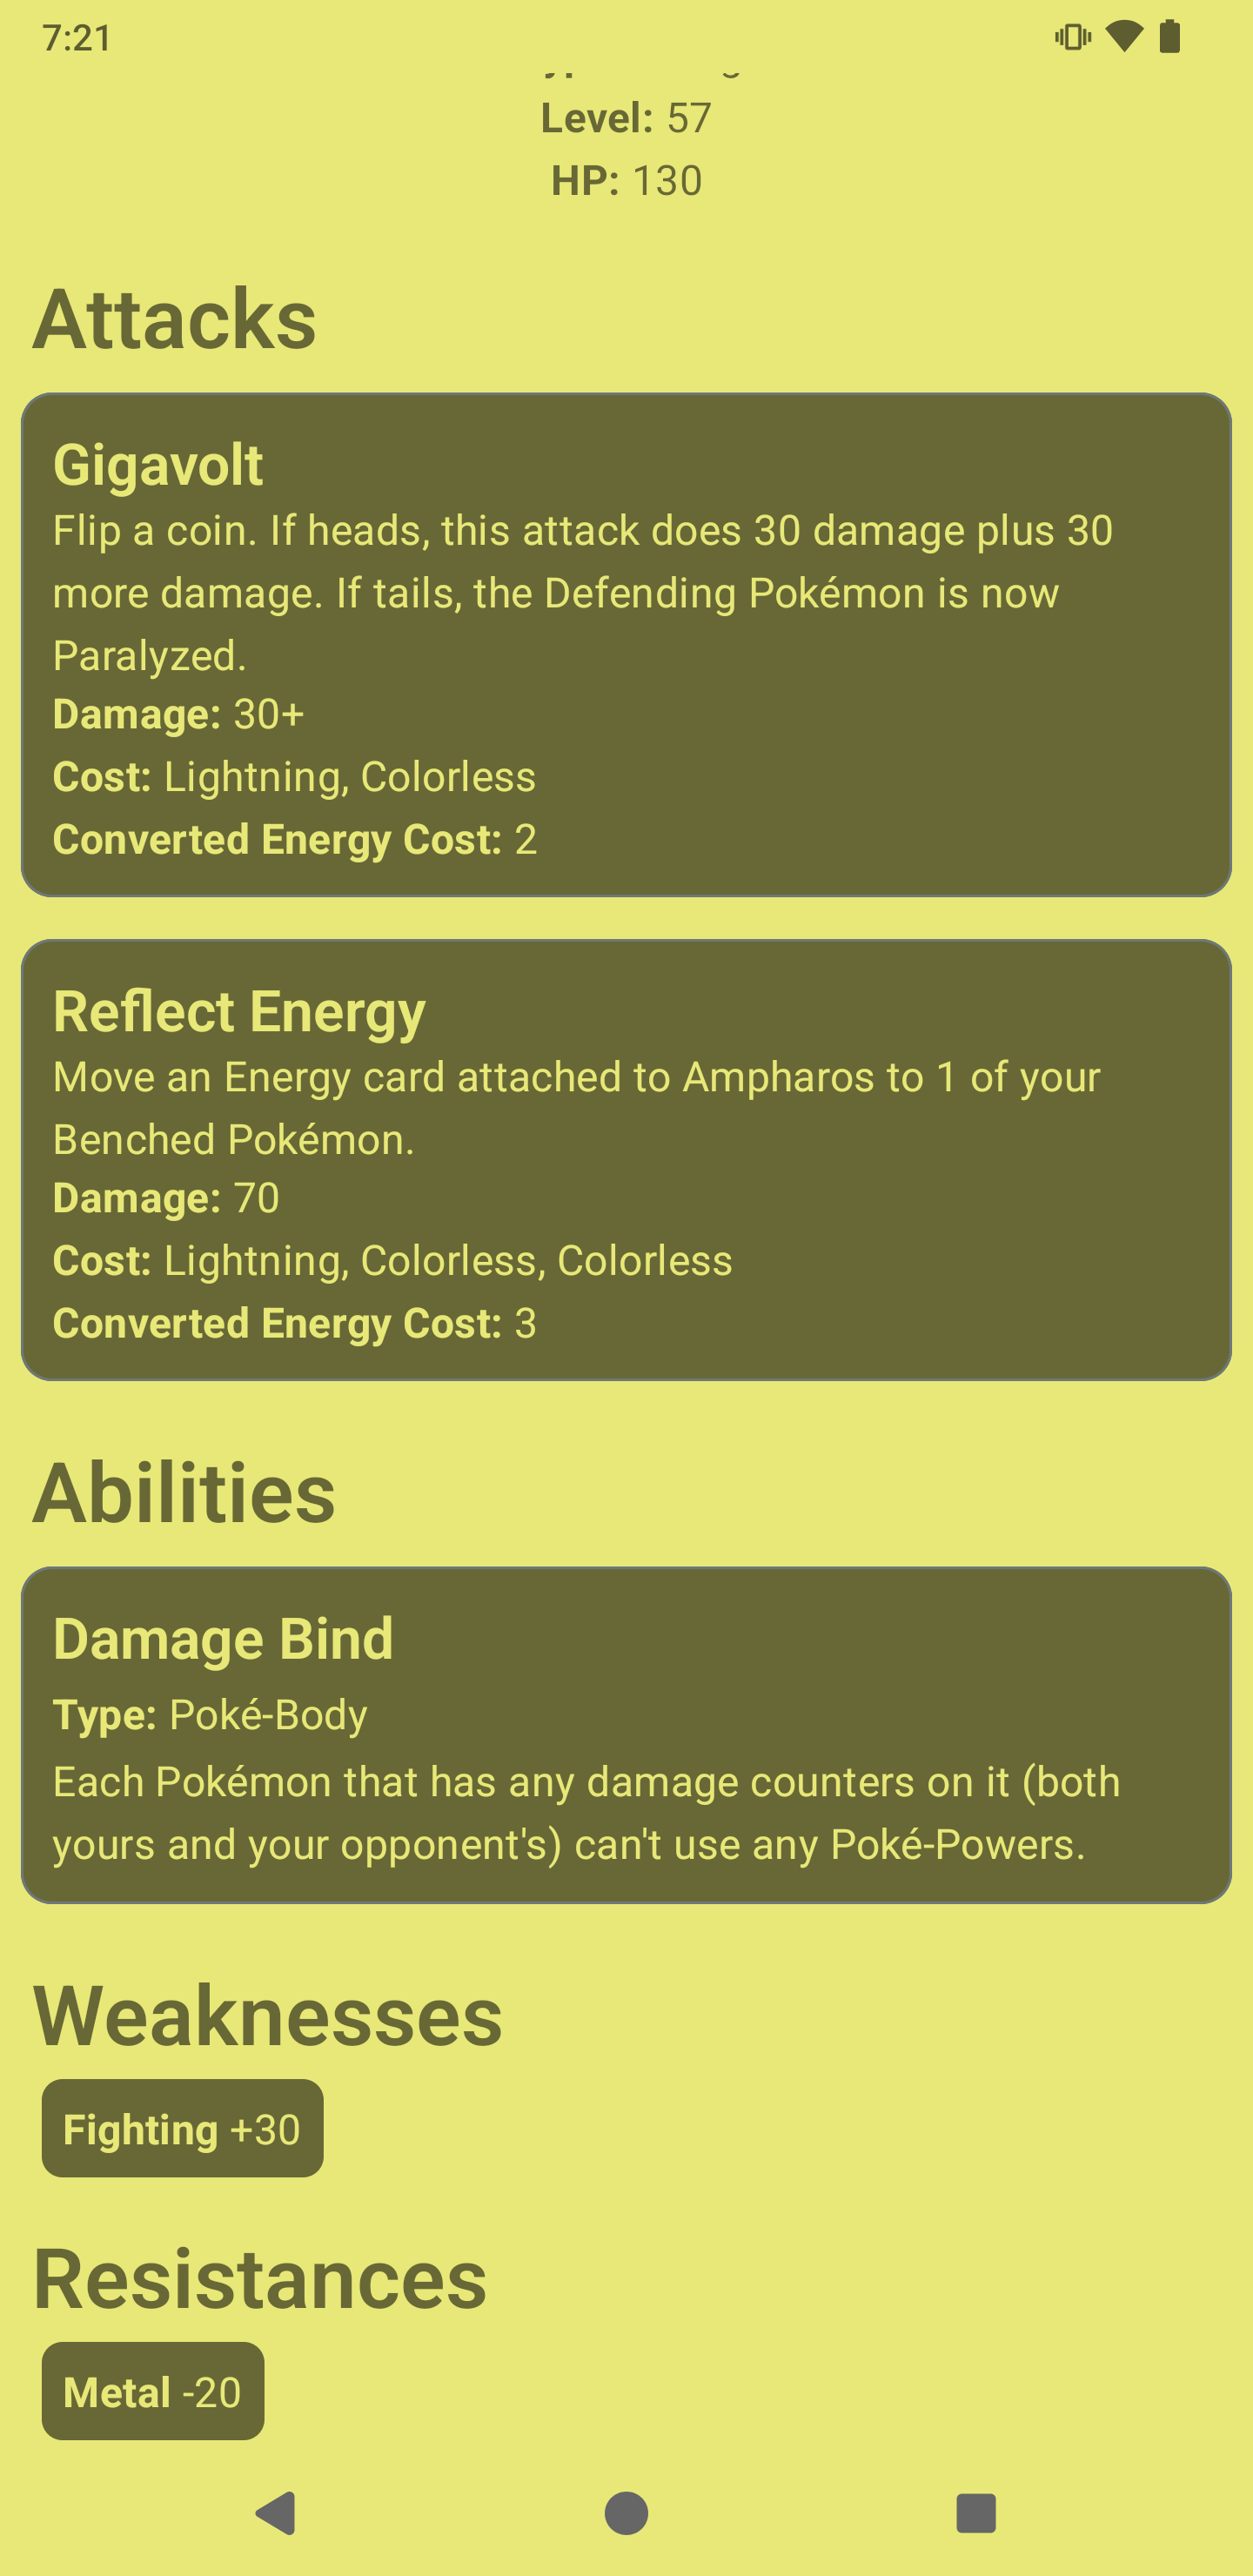 7:21
Level: 57
HP: 130
Attacks
Gigavolt
Flip a coin. If heads, this attack does 30 damage plus 30
more damage. If tails, the Defending Pokémon is now
Paralyzed.
Damage: 30+
Cost: Lightning, Colorless
Converted Energy Cost: 2
Reflect Energy
Move an Energy card attached to Ampharos to 1 of your
Benched Pokémon.
Damage: 70
Cost: Lightning, Colorless, Colorless
Converted Energy Cost: 3
Abilities
Damage Bind
Type: Poké-Body
Each Pokémon that has any damage counters on it (both
yours and your opponent's) can't use any Poké-Powers.
Weaknesses
Fighting +30
Resistances
Metal -20